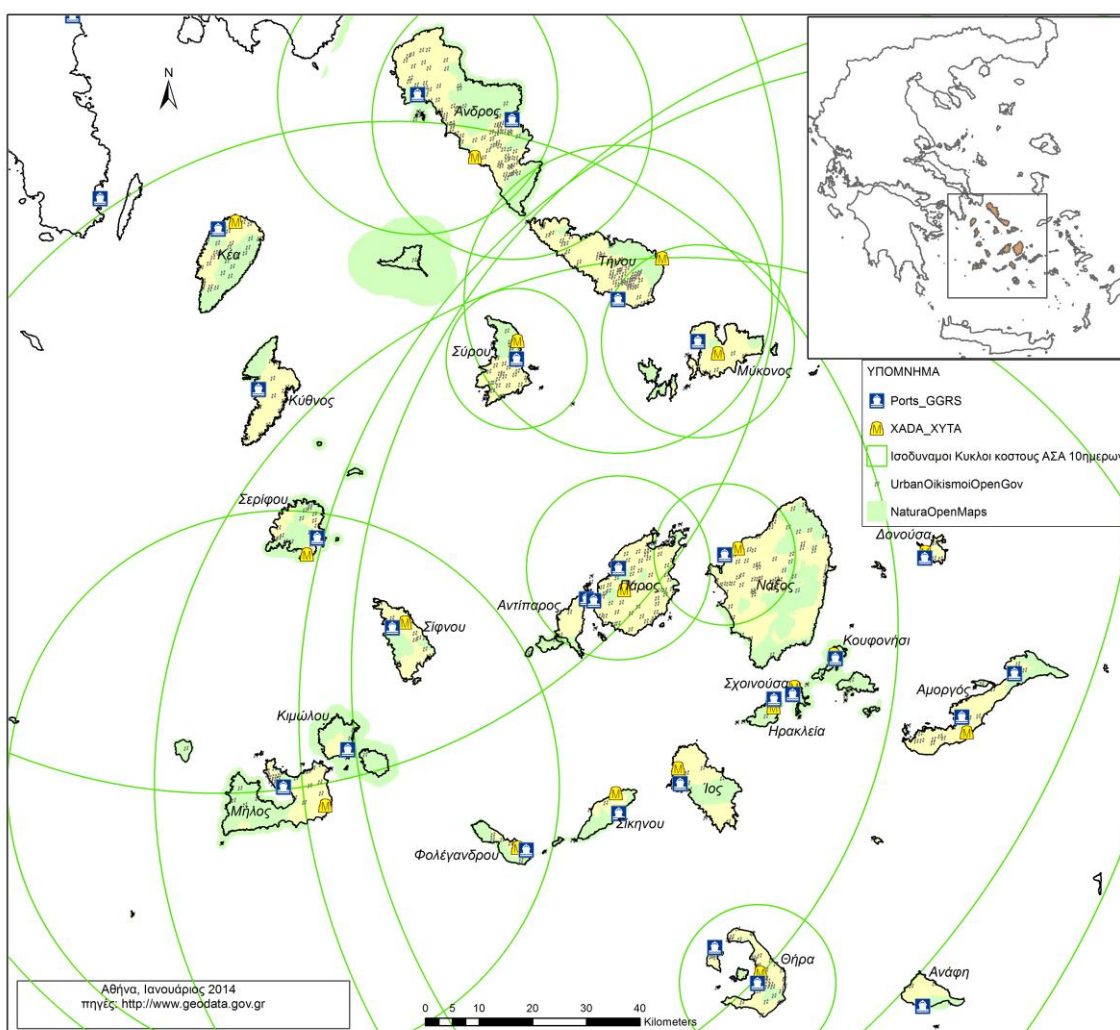 N
Άνδρος
Κέα
Τήνου
Σύρου
Μύκονος
Κύθνος
ΥΠΟΜΝΗΜΑ
Ports_GGRS
XADA_XYTA
Ισοδυναμοι Κυκλοι κοστους ΑΣΑ 10ημερων
UrbanOikismoiOpenGov
NaturaOpenMaps
Σερίφου
Δονούσα
Πάρος
Νάξος
Αντίπαρος
Σίφνου
Κουφονήσι
Σχοινούσα
Αμοργός
Κιμώλου
Ηρακλεία
Ίος
Μήλος
Σίκηνου
Φολέγανδρου
Θήρα
Ανάφη
Αθήνα, Ιανουάριος 2014
πηγές: http://www.geodata.gov.gr
0 5 10 20 30 40
Kilometers